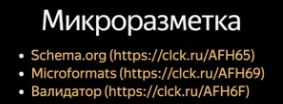 Микроразметка
• Schema.org (https://clck.ru/AFH65)
• Microformats (https://clck.ru/AFH69)
• Валидатор (https://clck.ru/AFH6F)